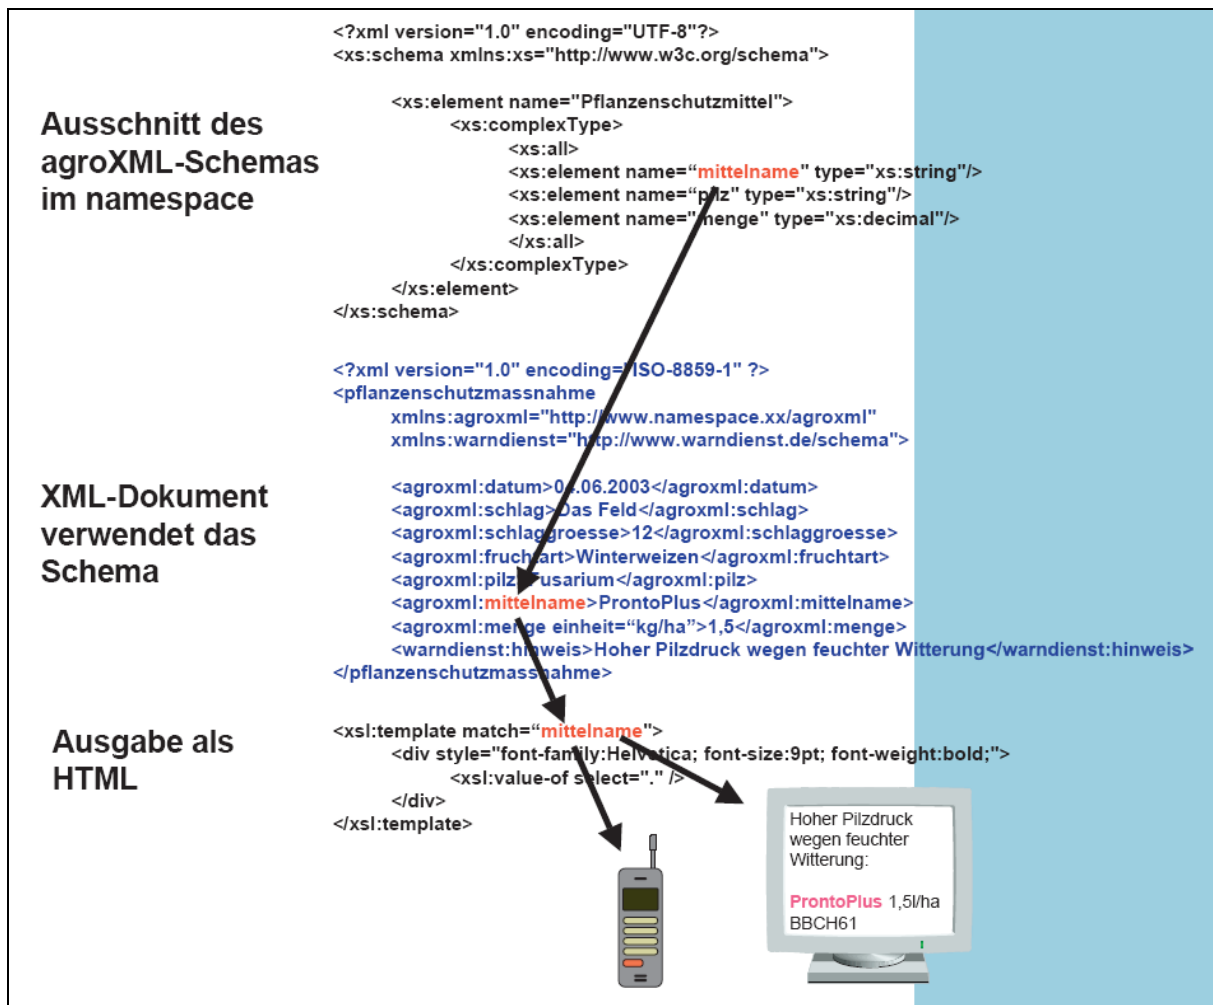 <?xml version="1.0" encoding="UTF-8"?>
<xs:schema xmlns:xs="http://www.w3c.org/schema">
Ausschnitt des
agroXML-Schemas
im namespace
<xs:element name="Pflanzenschutzmittel">
<xs:complexType>
<xs:all>
<xs:element name=“mittelname" type="xs:string"/>
<xs:element name=“pilz" type="xs:string"/>
<xs:element name="menge" type="xs:decimal"/>
</xs:all>
</xs:complexType>
</xs:element>
</xs:schema>
XML-Dokument
verwendet das
Schema
<?xml version="1.0" encoding="ISO-8859-1" ?>
<pflanzenschutzmassnahme
xmlns:agroxml="http://www.namespace.xx/agroxml"
xmlns:warndienst="http://www.warndienst.de/schema">
<agroxml:datum>04.06.2003</agroxml:datum>
<agroxml:schlag>Das Feld</agroxml:schlag>
<agroxml:schlaggroesse>12</agroxml:schlaggroesse>
<agroxml:fruchtart>Winterweizen</agroxml:fruchtart>
<agroxml:pilz>Fusarium</agroxml:pilz>
<agroxml:mittelname>ProntoPlus</agroxml:mittelname>
<agroxml:menge einheit=“kg/ha”>1,5</agroxml:menge>
<warndienst:hinweis>Hoher Pilzdruck wegen feuchter Witterung</warndienst:hinweis>
</pflanzenschutzmassnahme>
Ausgabe als
HTML
<xsl:template match=“mittelname">
<div style="font-family:Helvetica; font-size:9pt; font-weight:bold;">
<xsl:value-of select="." />
</div>
</xsl:template>
Hoher Pilzdruck
wegen feuchter
Witterung:
ProntoPlus 1,5l/ha
BBCH61